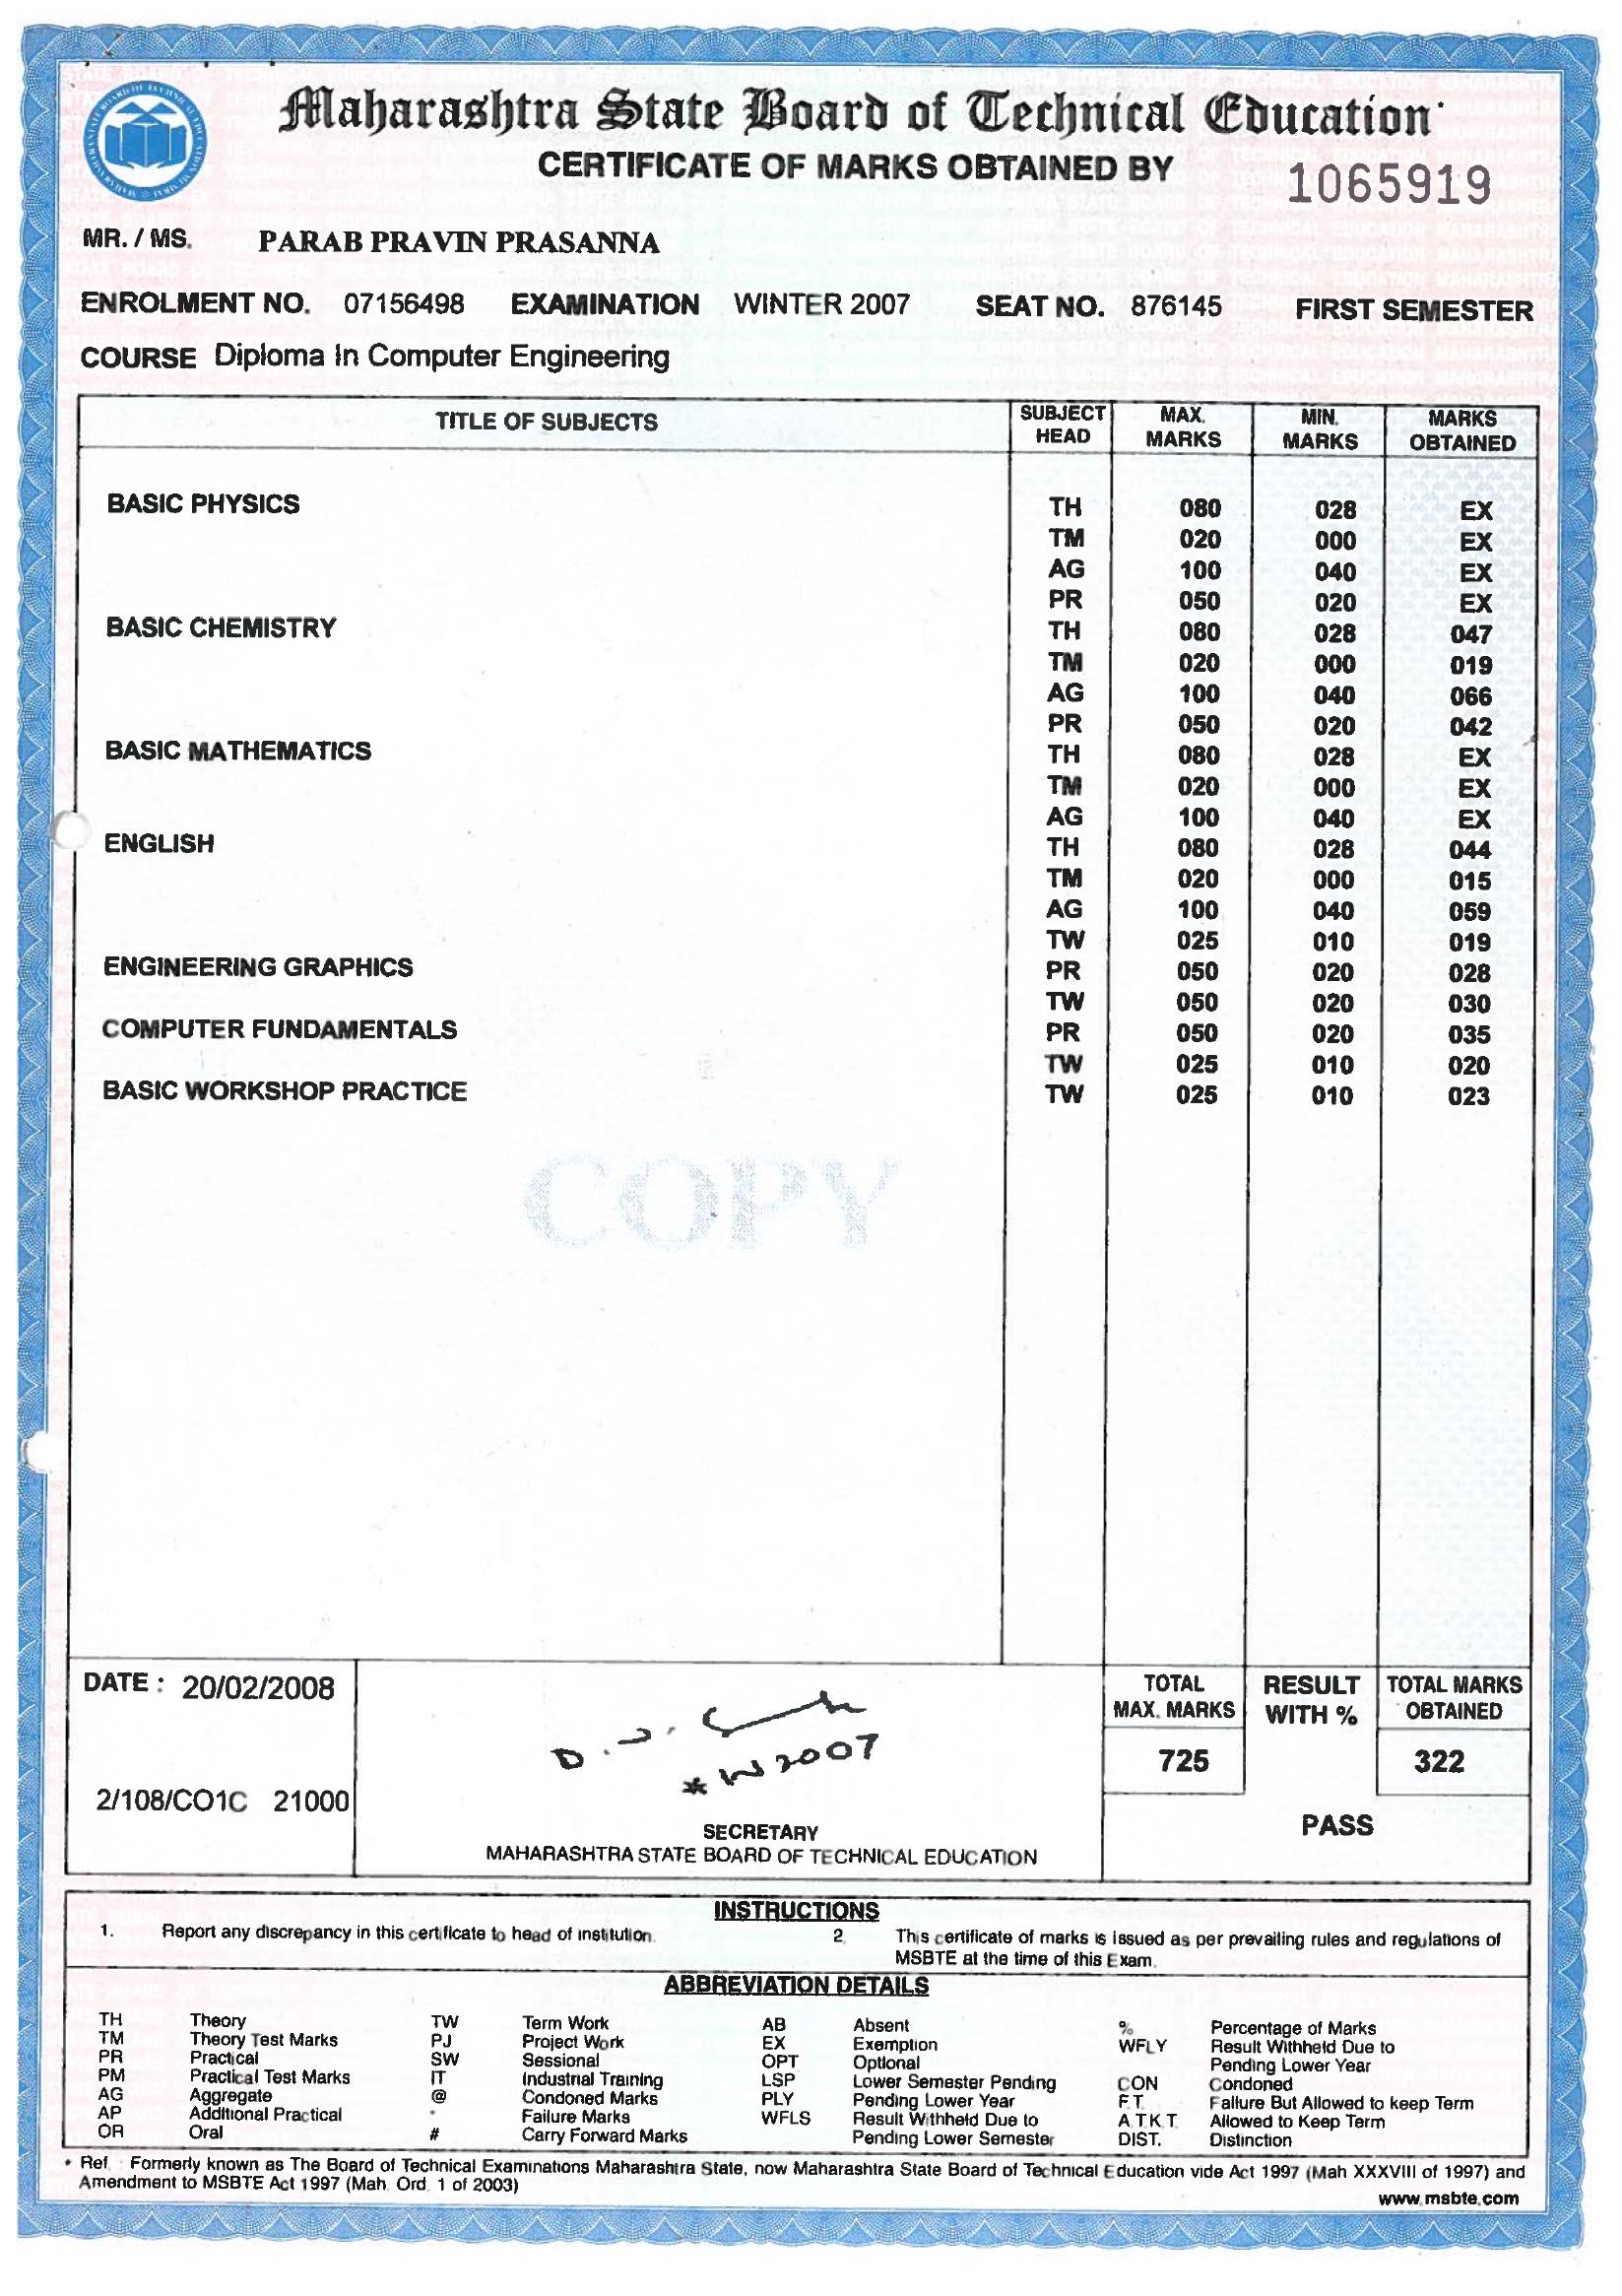 Maharashtra State Board of Technical Education
CERTIFICATE OF MARKS OBTAINED BY
1065919
MR. / MS. PARAB PRAVIN PRASANNA
ENROLMENT NO. 07156498 EXAMINATION WINTER 2007 SEAT NO. 876145 FIRST SEMESTER
COURSE Diploma In Computer Engineering
TITLE OF SUBJECTS SUBJECT HEAD MAX. MARKS MIN. MARKS MARKS OBTAINED
BASIC PHYSICS TH 080 028 EX
TM 020 000 EX
AG 100 040 EX
PR 050 020 EX
BASIC CHEMISTRY TH 080 028 047
TM 020 000 019
AG 100 040 066
PR 050 020 042
BASIC MATHEMATICS TH 080 028 EX
TM 020 000 EX
AG 100 040 EX
ENGLISH TH 080 028 044
TM 020 000 015
AG 100 040 059
TW 025 010 019
ENGINEERING GRAPHICS PR 050 020 028
TW 050 020 030
COMPUTER FUNDAMENTALS PR 050 020 035
TW 025 010 020
BASIC WORKSHOP PRACTICE TW 025 010 023
COPY
DATE : 20/02/2008
2/108/CO1C 21000
* W2007
SECRETARY
MAHARASHTRA STATE BOARD OF TECHNICAL EDUCATION
TOTAL MAX. MARKS RESULT WITH % TOTAL MARKS OBTAINED
725 322
PASS
INSTRUCTIONS
1. Report any discrepancy in this certificate to head of institution.
2. This certificate of marks is issued as per prevailing rules and regulations of
MSBTE at the time of this Exam.
ABBREVIATION DETAILS
TH Theory TW Term Work AB Absent % Percentage of Marks
TM Theory Test Marks PJ Project Work EX Exemption WFLY Result Withheld Due to
PR Practical SW Sessional OPT Optional Pending Lower Year
PM Practical Test Marks IT Industrial Training LSP Lower Semester Pending CON Condoned
AG Aggregate @ Condoned Marks PLY Pending Lower Year F.T. Failure But Allowed to keep Term
AP Additional Practical * Failure Marks WFLS Result Withheld Due to A.T.K.T. Allowed to Keep Term
OR Oral # Carry Forward Marks Pending Lower Semester DIST. Distinction
* Ref. : Formerly known as The Board of Technical Examinations Maharashtra State, now Maharashtra State Board of Technical Education vide Act 1997 (Mah XXXVIII of 1997) and
Amendment to MSBTE Act 1997 (Mah. Ord. 1 of 2003)
www.msbte.com